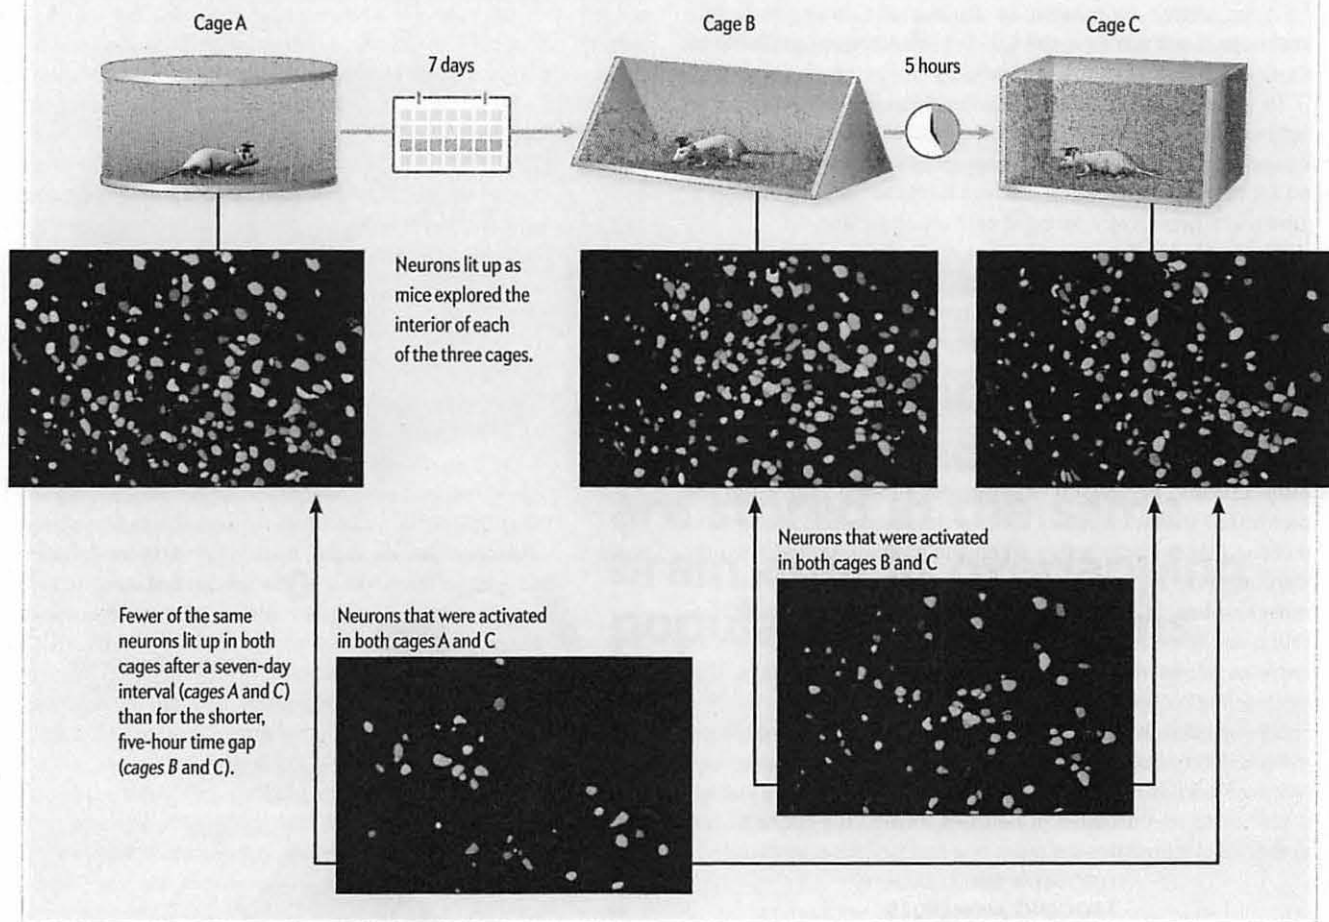 Cage A
7 days
Cage B
5 hours
Cage C
Neurons lit up as
mice explored the
interior of each
of the three cages.
Neurons that were activated
in both cages B and C
Fewer of the same
neurons lit up in both
cages after a seven-day
interval (cages A and C)
than for the shorter,
five-hour time gap
(cages B and C).
Neurons that were activated
in both cages A and C